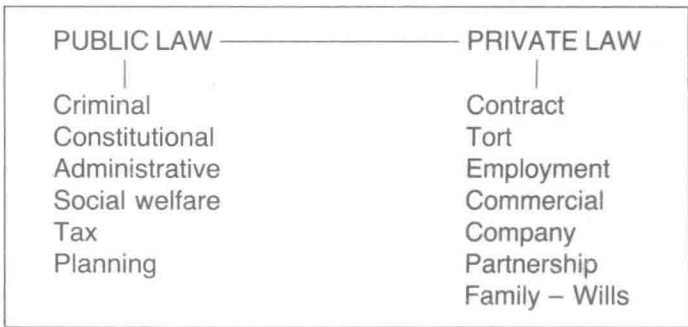 PUBLIC LAW PRIVATE LAW
Criminal
Constitutional
Administrative
Social welfare
Tax
Planning
Contract
Tort
Employment
Commercial
Company
Partnership
Family – Wills